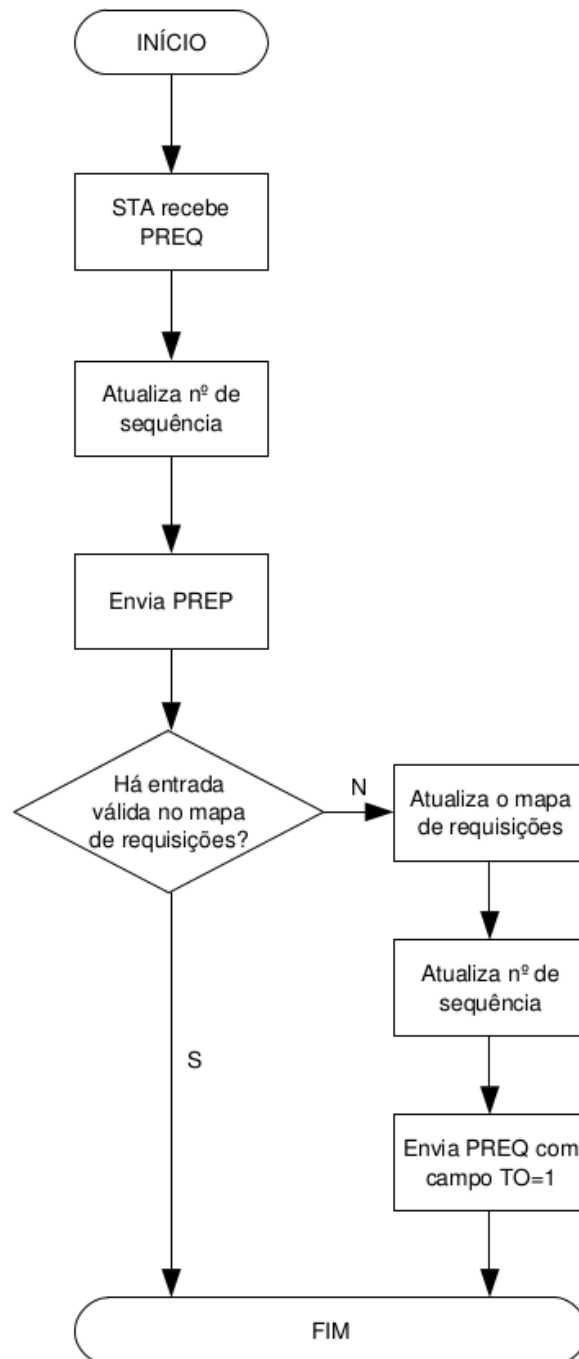 INÍCIO
STA recebe
PREQ
Atualiza nº de
sequência
Envia PREP
Há entrada
válida no mapa
de requisições?
N
Atualiza o mapa
de requisições
Atualiza nº de
sequência
S
Envia PREQ com
campo TO=1
FIM